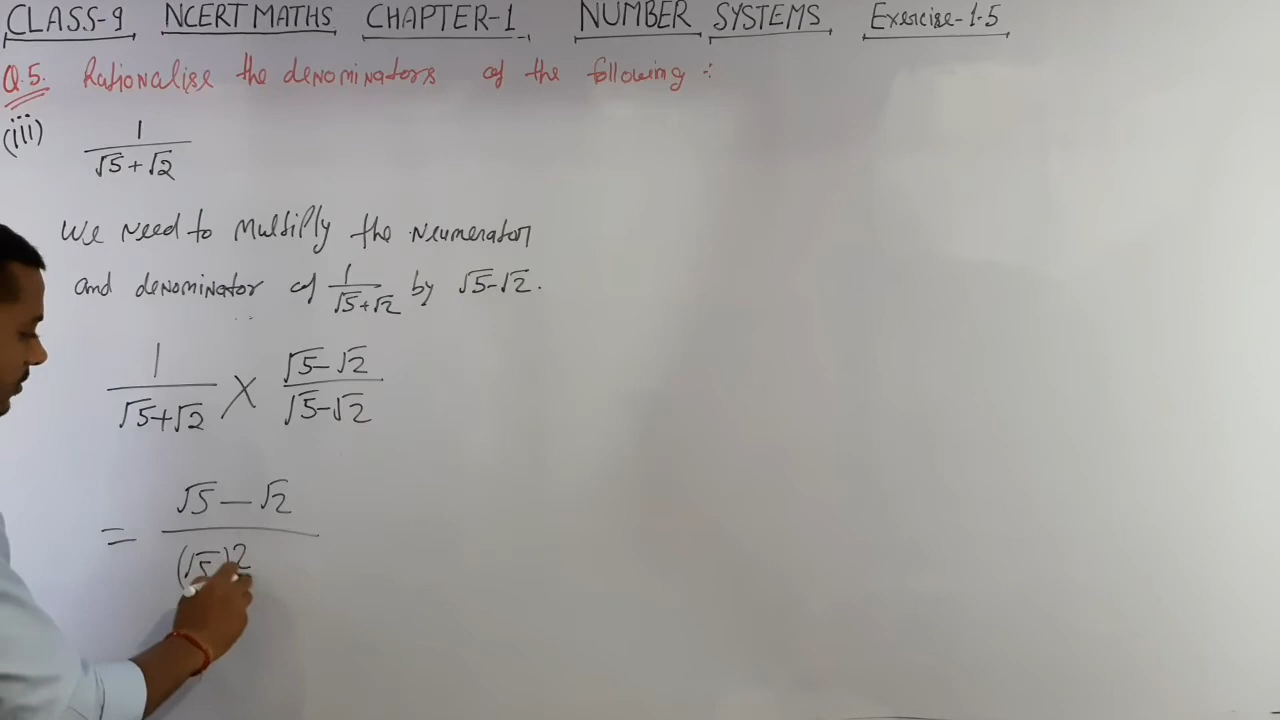 CLASS-9 NCERT MATHS CHAPTER-1 NUMBER SYSTEMS Exercise-1.5
Q.5. Rationalise the denominators of the following :
(iii) 1/(√5+√2)
We need to Multiply the Neumerator
and denominator of 1/(√5+√2) by √5-√2.
1/(√5+√2) × (√5-√2)/(√5-√2)
= (√5-√2)/(√5)²